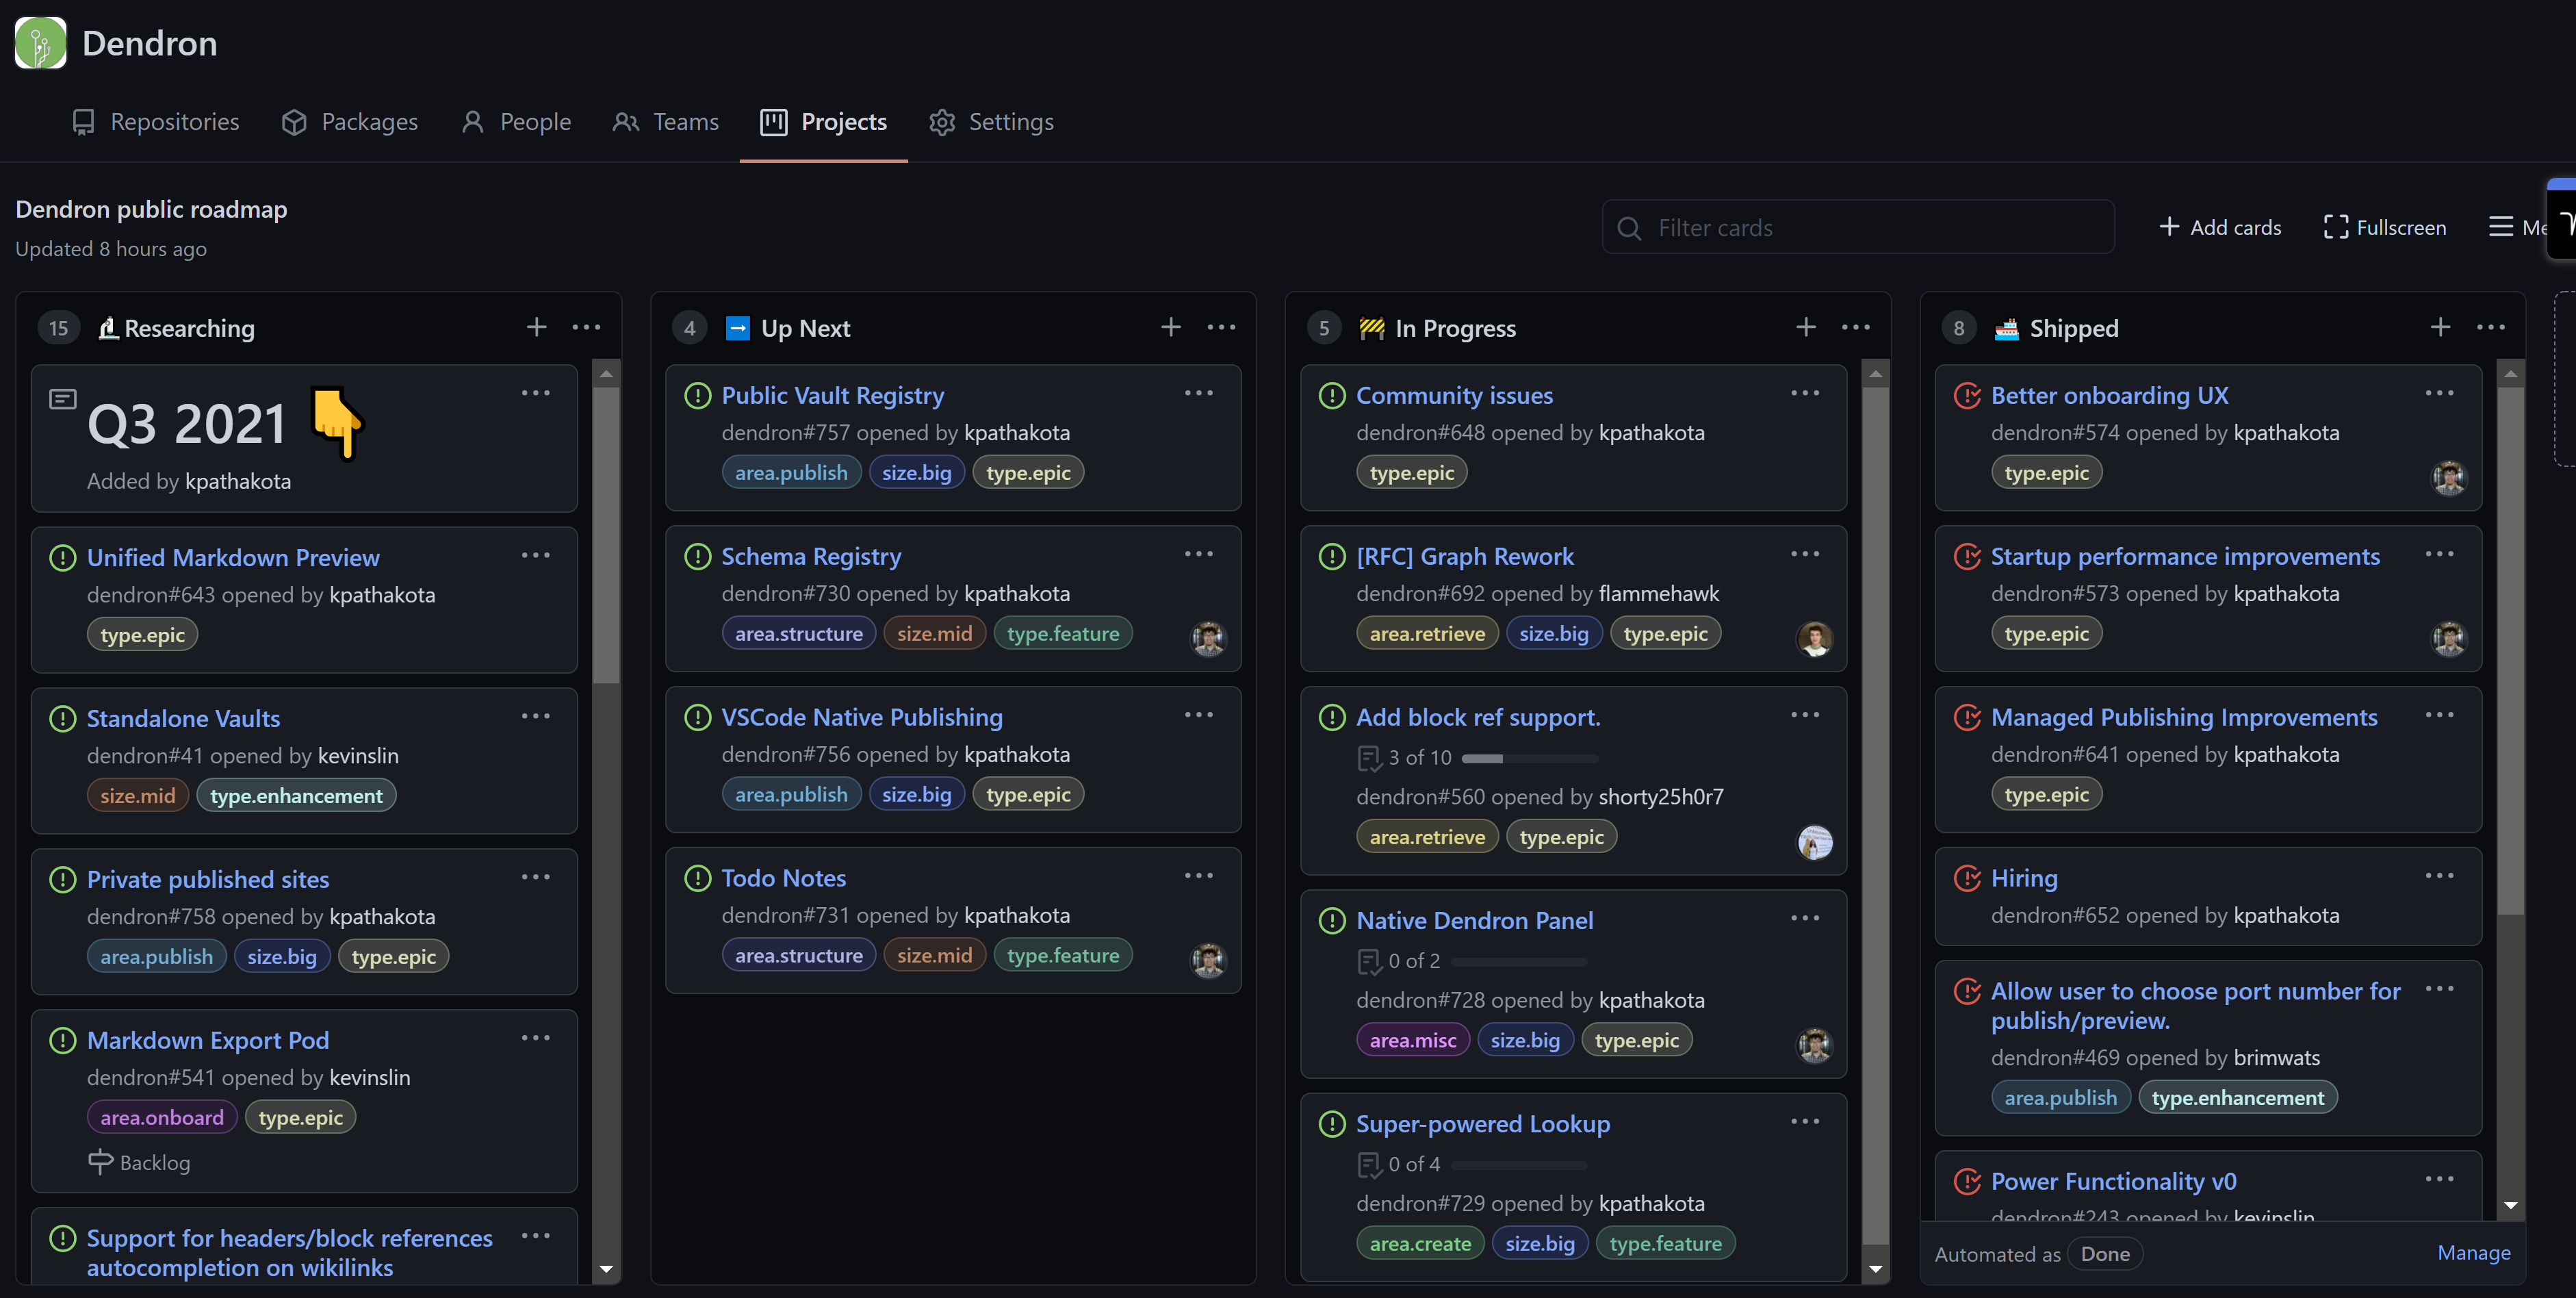 Dendron
Repositories Packages People Teams Projects Settings
Dendron public roadmap
Updated 8 hours ago
Filter cards
Add cards Fullscreen
15 Researching
Q3 2021
Added by kpathakota
Unified Markdown Preview
dendron#643 opened by kpathakota
type.epic
Standalone Vaults
dendron#41 opened by kevinslin
size.mid type.enhancement
Private published sites
dendron#758 opened by kpathakota
area.publish size.big type.epic
Markdown Export Pod
dendron#541 opened by kevinslin
area.onboard type.epic
Backlog
Support for headers/block references
autocompletion on wikilinks
4 Up Next
Public Vault Registry
dendron#757 opened by kpathakota
area.publish size.big type.epic
Schema Registry
dendron#730 opened by kpathakota
area.structure size.mid type.feature
VSCode Native Publishing
dendron#756 opened by kpathakota
area.publish size.big type.epic
Todo Notes
dendron#731 opened by kpathakota
area.structure size.mid type.feature
5 In Progress
Community issues
dendron#648 opened by kpathakota
type.epic
[RFC] Graph Rework
dendron#692 opened by flammehawk
area.retrieve size.big type.epic
Add block ref support.
3 of 10
dendron#560 opened by shorty25h0r7
area.retrieve type.epic
Native Dendron Panel
0 of 2
dendron#728 opened by kpathakota
area.misc size.big type.epic
Super-powered Lookup
0 of 4
dendron#729 opened by kpathakota
area.create size.big type.feature
8 Shipped
Better onboarding UX
dendron#574 opened by kpathakota
type.epic
Startup performance improvements
dendron#573 opened by kpathakota
type.epic
Managed Publishing Improvements
dendron#641 opened by kpathakota
type.epic
Hiring
dendron#652 opened by kpathakota
Allow user to choose port number for
publish/preview.
dendron#469 opened by brimwats
area.publish type.enhancement
Power Functionality v0
dendron#243 opened by kevinslin
Automated as Done Manage